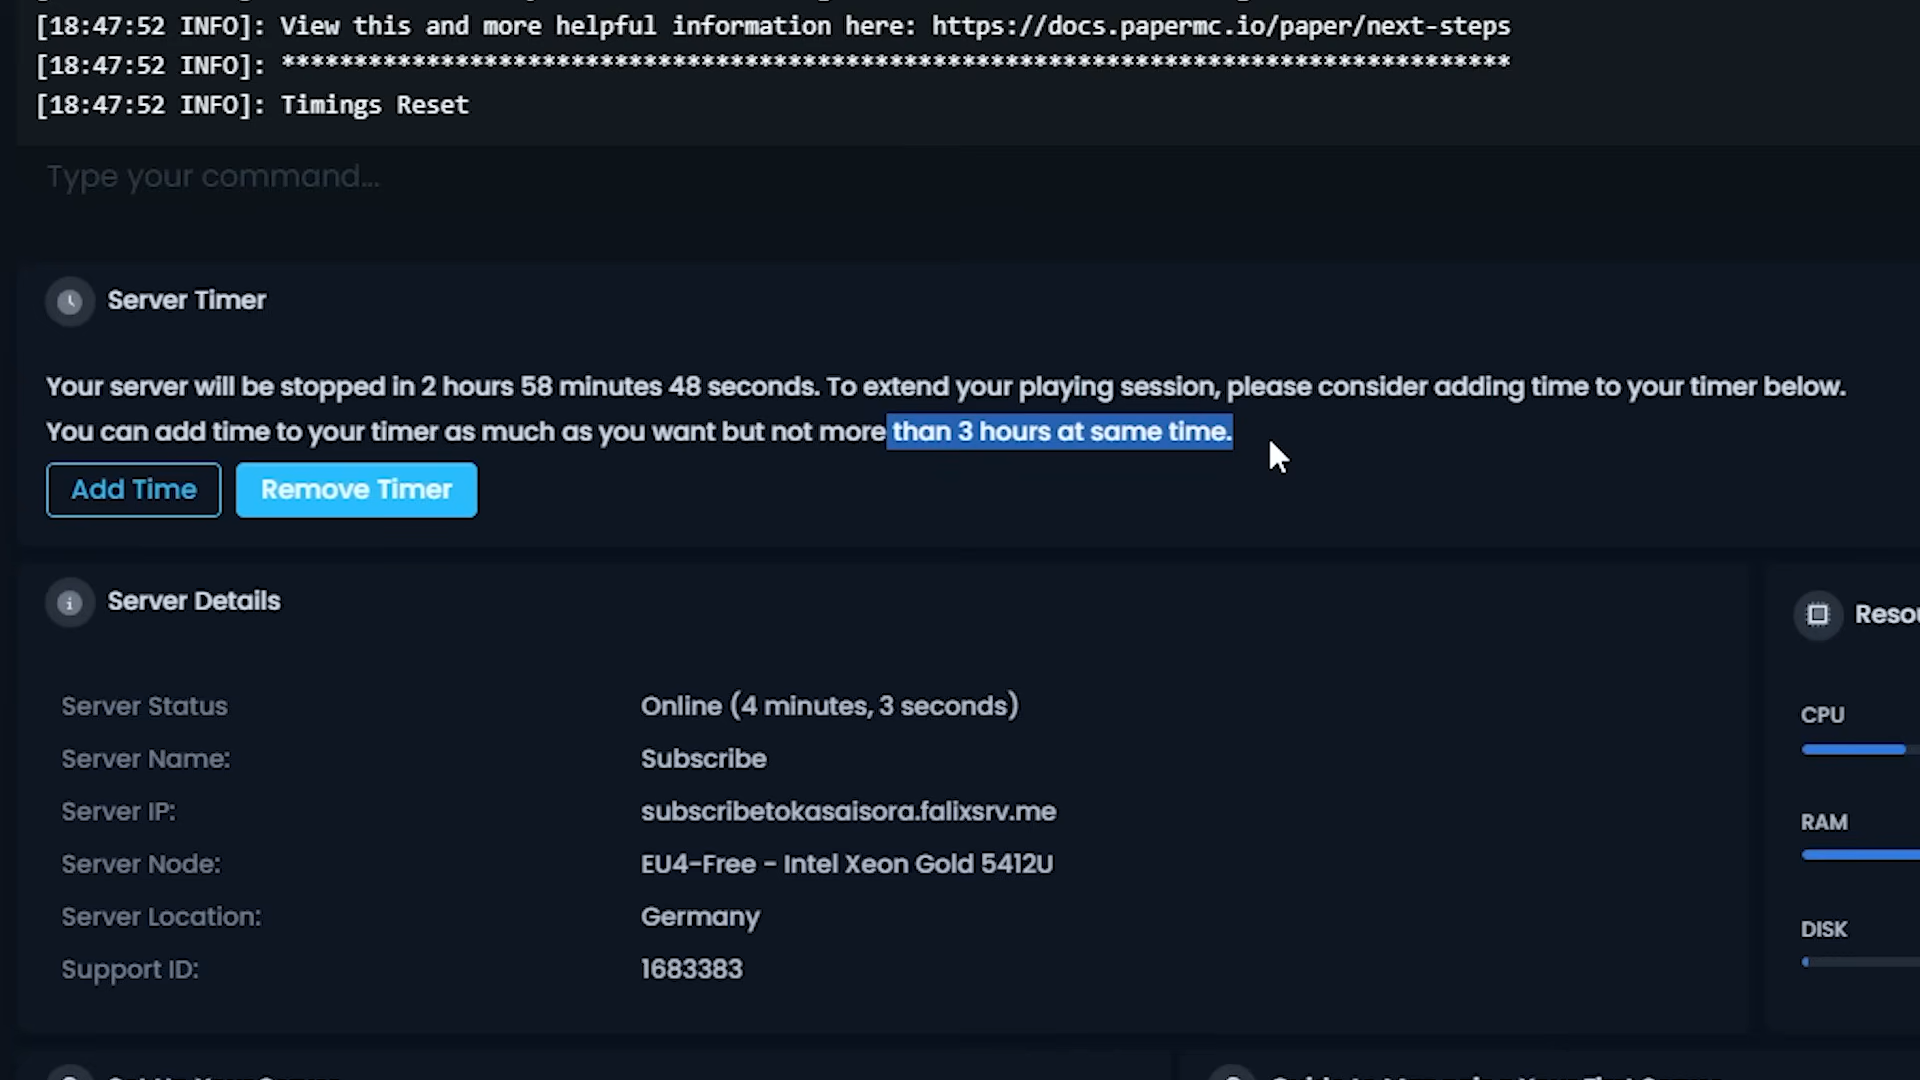 [18:47:52 INFO]: View this and more helpful information here: https://docs.papermc.io/paper/next-steps
[18:47:52 INFO]: *************************************************************************************
[18:47:52 INFO]: Timings Reset
Type your command...
Server Timer
Your server will be stopped in 2 hours 58 minutes 48 seconds. To extend your playing session, please consider adding time to your timer below.
You can add time to your timer as much as you want but not more than 3 hours at same time.
Add Time
Remove Timer
Server Details
Server Status
Online (4 minutes, 3 seconds)
Server Name:
Subscribe
Server IP:
subscribetokasaisora.falixsrv.me
Server Node:
EU4-Free - Intel Xeon Gold 5412U
Server Location:
Germany
Support ID:
1683383
Resou
CPU
RAM
DISK